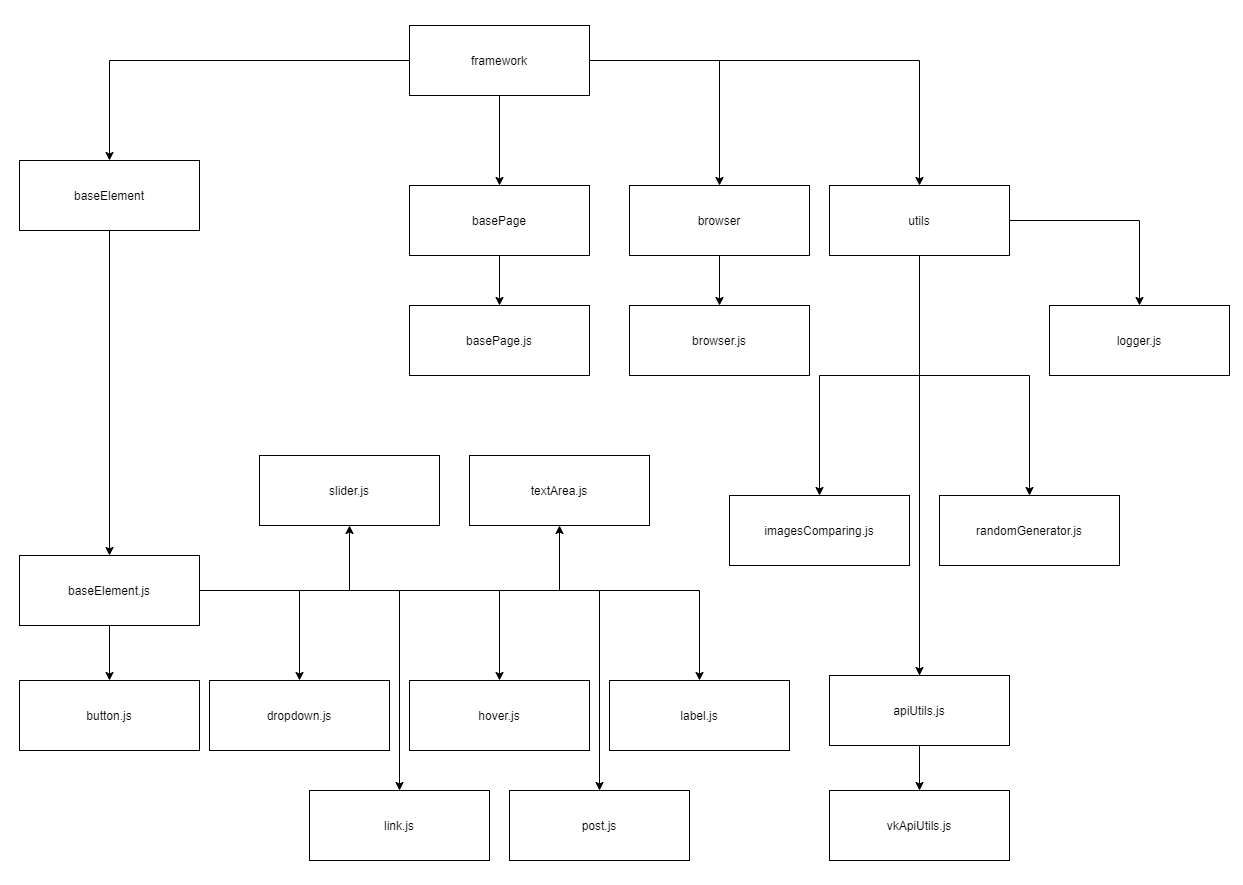 framework
baseElement
basePage
browser
utils
basePage.js
browser.js
logger.js
slider.js
textArea.js
imagesComparing.js
randomGenerator.js
baseElement.js
button.js
dropdown.js
hover.js
label.js
apiUtils.js
link.js
post.js
vkApiUtils.js